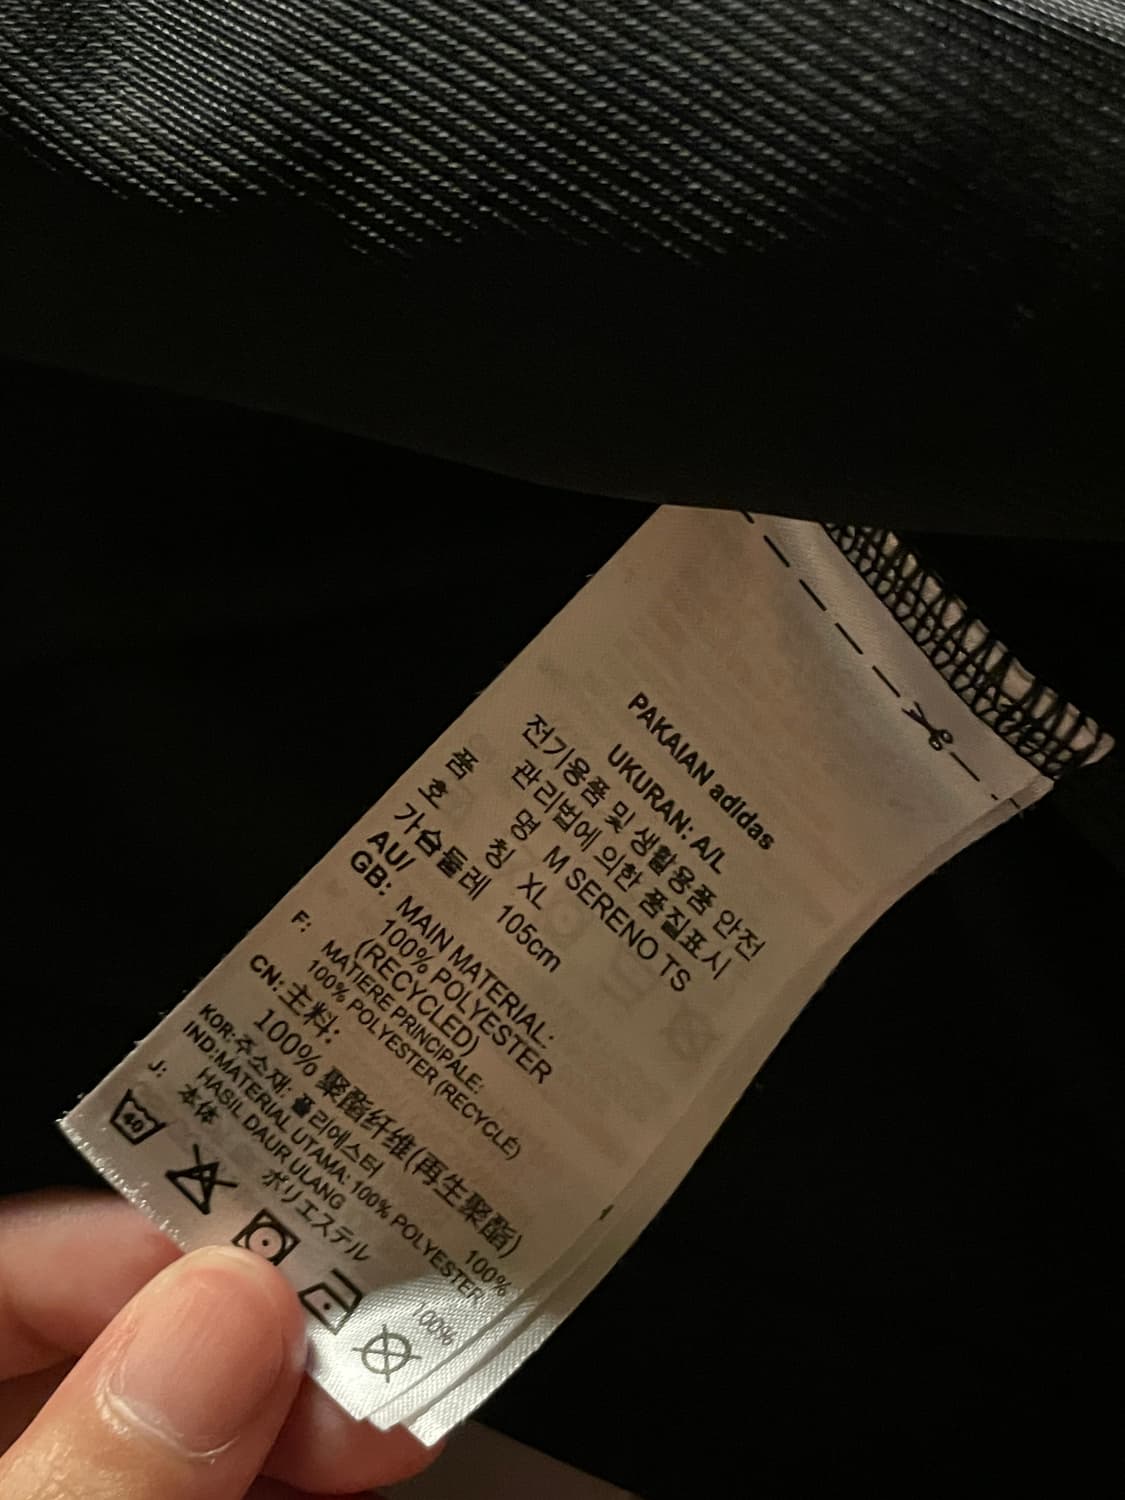 PAKAIAN adidas
UKURAN: A/L
전기용품 및 생활용품 안전
관리법에 의한 품질표시
품 명 M SERENO TS
호 칭 XL
가슴둘레 105cm
AU/
GB: MAIN MATERIAL:
100% POLYESTER
(RECYCLED)
F: MATIERE PRINCIPALE:
100% POLYESTER (RECYCLÉ)
CN: 主料:
100% 聚酯纤维(再生聚酯)
KOR: 주소재: 폴리에스터 100%
IND: MATERIAL UTAMA: 100% POLYESTER
HASIL DAUR ULANG
J: 本体 ポリエステル 100%
40